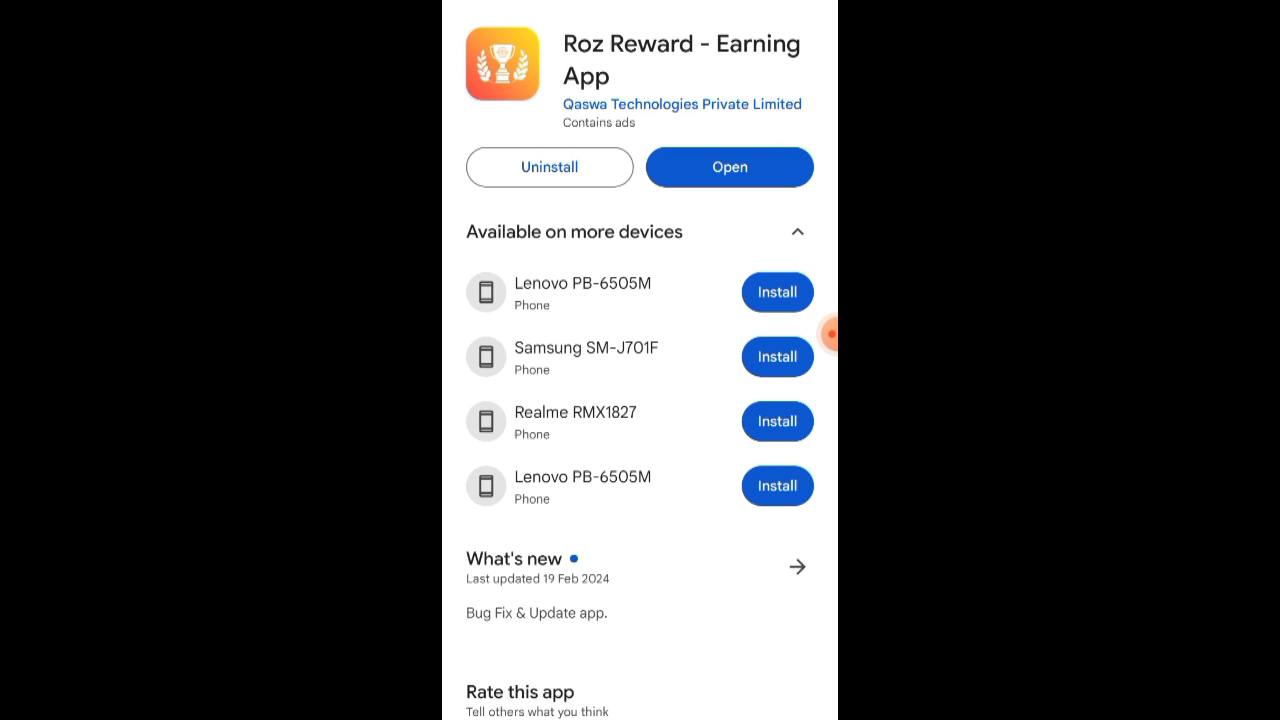 Roz Reward - Earning
App
Qaswa Technologies Private Limited
Contains ads
Uninstall
Open
Available on more devices
Lenovo PB-6505M
Phone
Install
Samsung SM-J701F
Phone
Install
Realme RMX1827
Phone
Install
Lenovo PB-6505M
Phone
Install
What's new
Last updated 19 Feb 2024
Bug Fix & Update app.
Rate this app
Tell others what you think